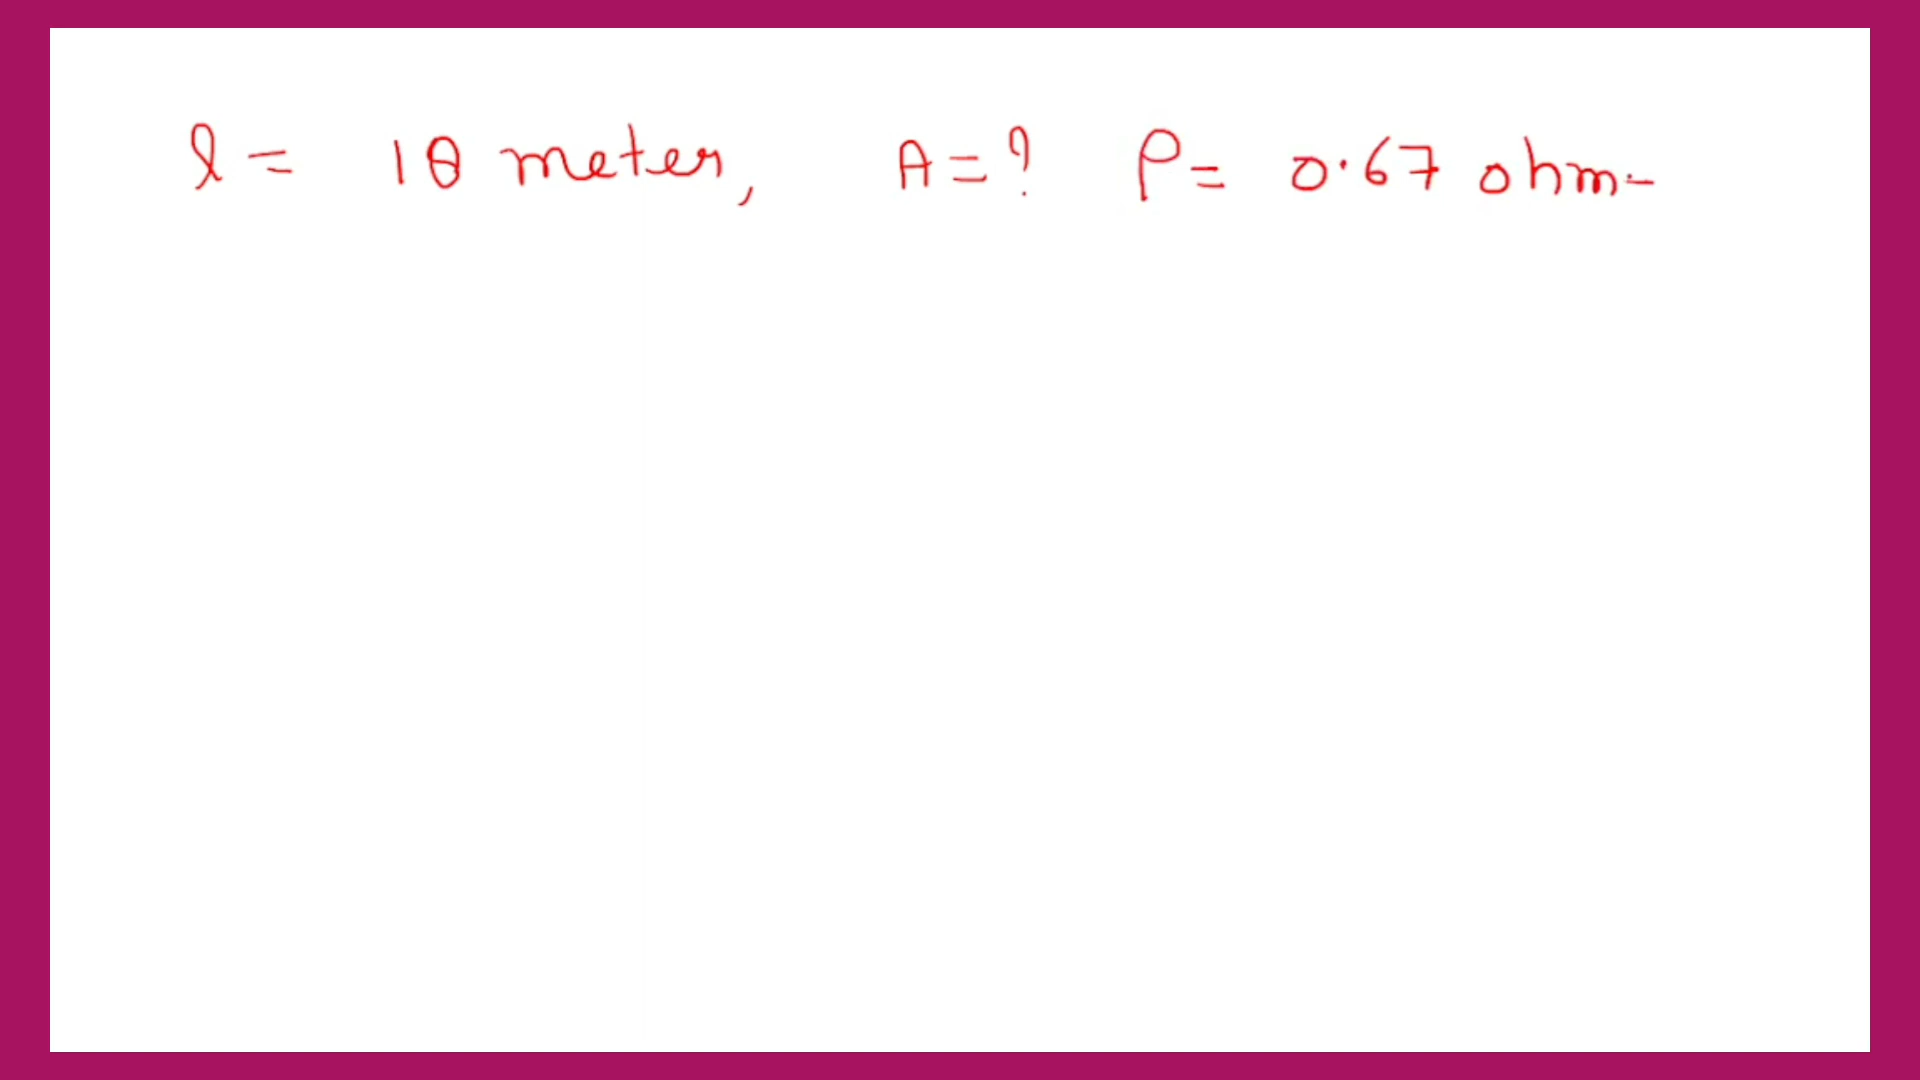 l = 10 meter, A = ? ρ = 0.67 ohm-